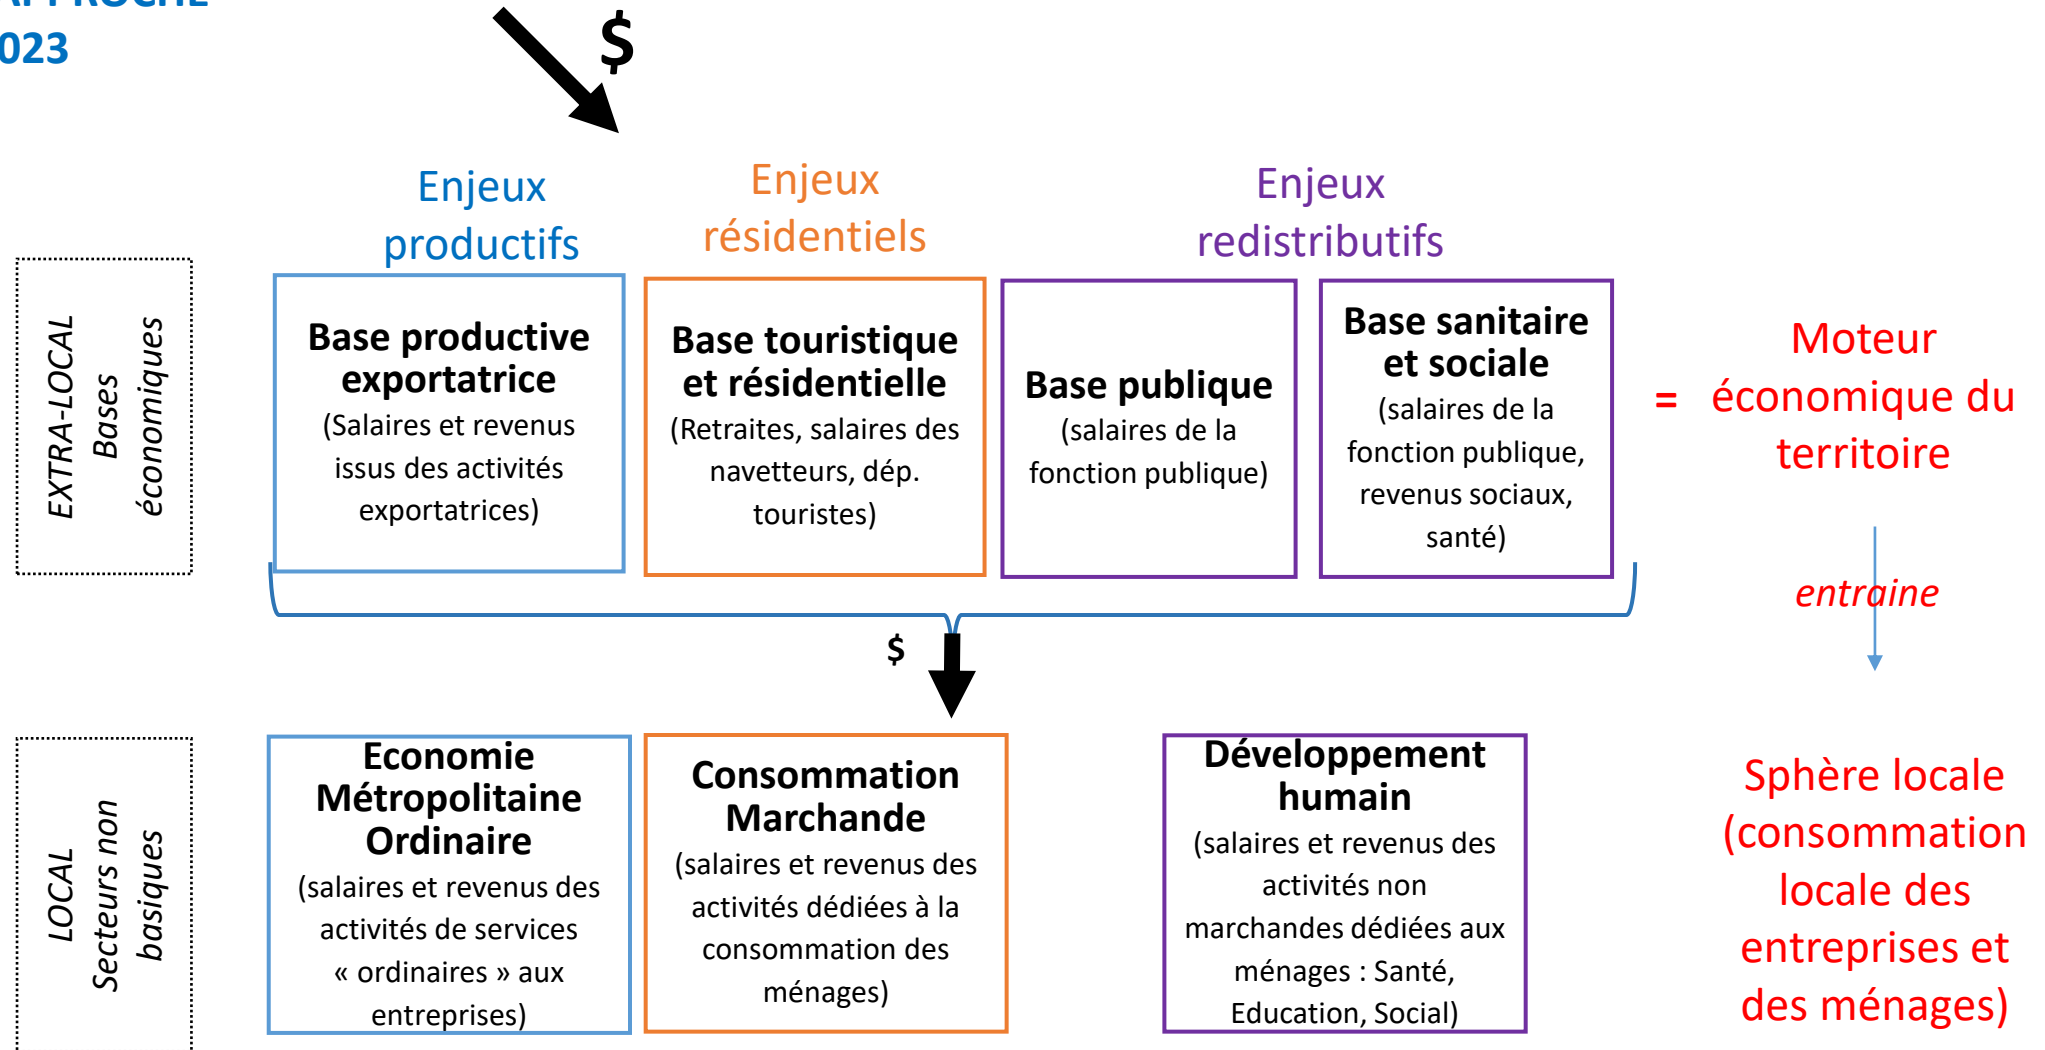 $
Enjeux
productifs
Enjeux
résidentiels
Enjeux
redistributifs
EXTRA-LOCAL
Bases
économiques
Base productive
exportatrice
(Salaires et revenus
issus des activités
exportatrices)
Base touristique
et résidentielle
(Retraites, salaires des
navetteurs, dép.
touristes)
Base publique
(salaires de la
fonction publique)
Base sanitaire
et sociale
(salaires de la
fonction publique,
revenus sociaux,
santé)
=
Moteur
économique du
territoire
entraine
$
LOCAL
Secteurs non
basiques
Economie
Métropolitaine
Ordinaire
(salaires et revenus des
activités de services
« ordinaires » aux
entreprises)
Consommation
Marchande
(salaires et revenus des
activités dédiées à la
consommation des
ménages)
Développement
humain
(salaires et revenus des
activités non
marchandes dédiées aux
ménages : Santé,
Education, Social)
Sphère locale
(consommation
locale des
entreprises et
des ménages)